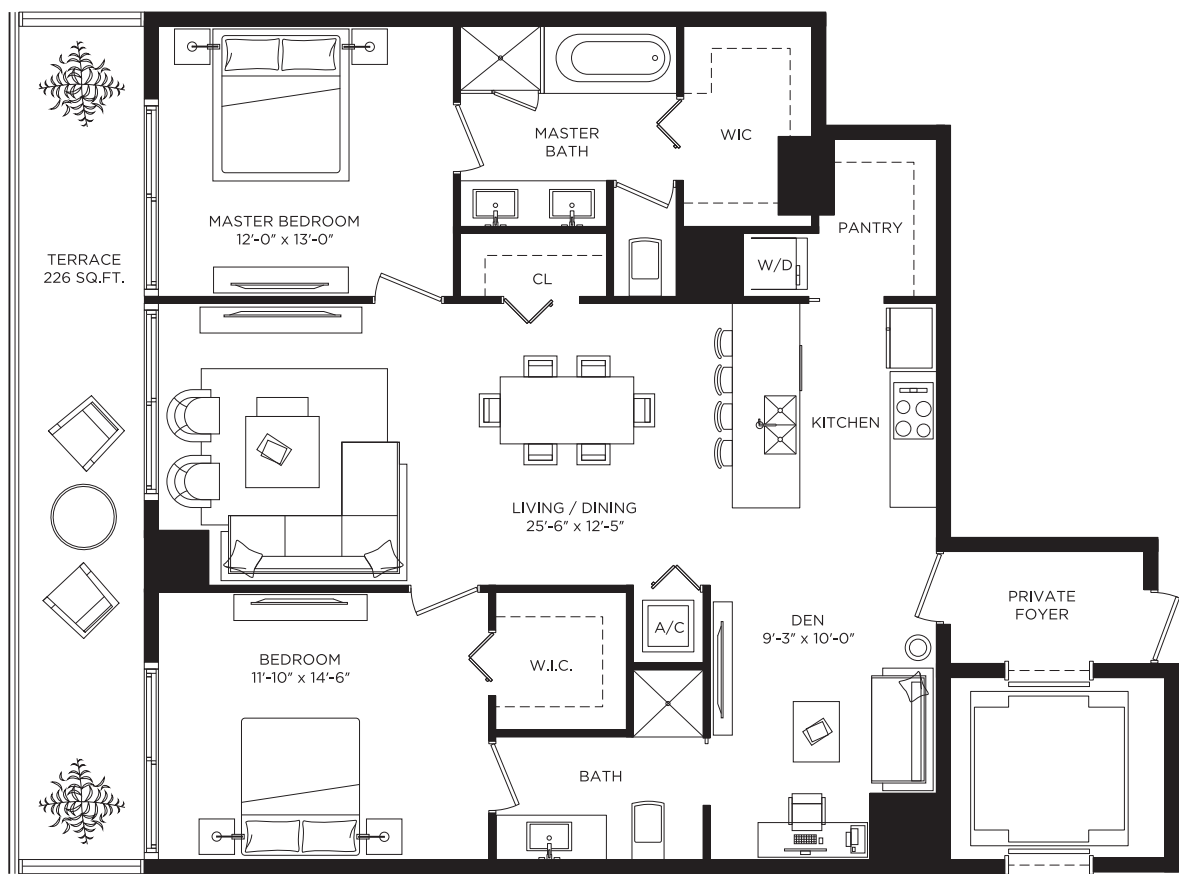 MASTER
BATH
WIC
MASTER BEDROOM
12'-0" x 13'-0"
PANTRY
TERRACE
226 SQ.FT.
CL
W/D
KITCHEN
LIVING / DINING
25'-6" x 12'-5"
PRIVATE
FOYER
A/C
DEN
9'-3" x 10'-0"
BEDROOM
11'-10" x 14'-6"
W.I.C.
BATH